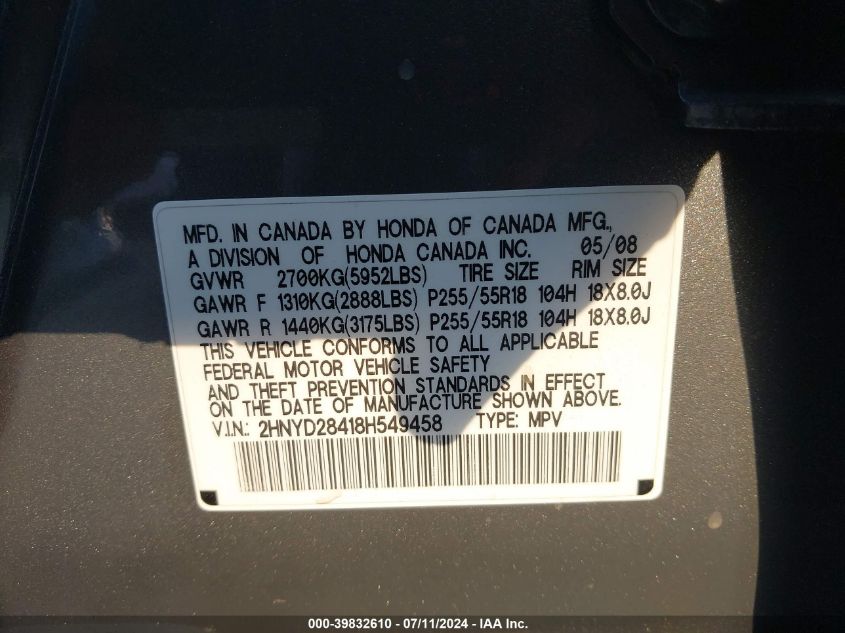 MFD. IN CANADA BY HONDA OF CANADA MFG.,
A DIVISION OF HONDA CANADA INC. 05/08
GVWR 2700KG(5952LBS) TIRE SIZE RIM SIZE
GAWR F 1310KG(2888LBS) P255/55R18 104H 18X8.0J
GAWR R 1440KG(3175LBS) P255/55R18 104H 18X8.0J
THIS VEHICLE CONFORMS TO ALL APPLICABLE
FEDERAL MOTOR VEHICLE SAFETY
AND THEFT PREVENTION STANDARDS IN EFFECT
ON THE DATE OF MANUFACTURE SHOWN ABOVE.
V.I.N.: 2HNYD28418H549458 TYPE: MPV
000-39832610 - 07/11/2024 - IAA Inc.